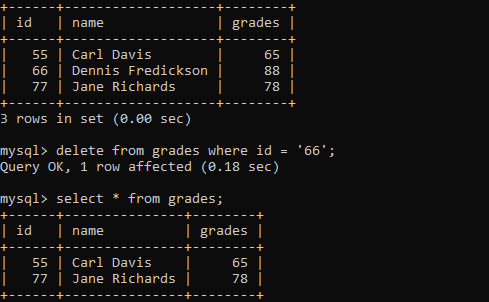 +------+-------------------+--------+
| id   | name              | grades |
+------+-------------------+--------+
|   55 | Carl Davis        |     65 |
|   66 | Dennis Fredickson |     88 |
|   77 | Jane Richards     |     78 |
+------+-------------------+--------+
3 rows in set (0.00 sec)
mysql> delete from grades where id = '66';
Query OK, 1 row affected (0.18 sec)
mysql> select * from grades;
+------+---------------+--------+
| id   | name          | grades |
+------+---------------+--------+
|   55 | Carl Davis    |     65 |
|   77 | Jane Richards |     78 |
+------+---------------+--------+